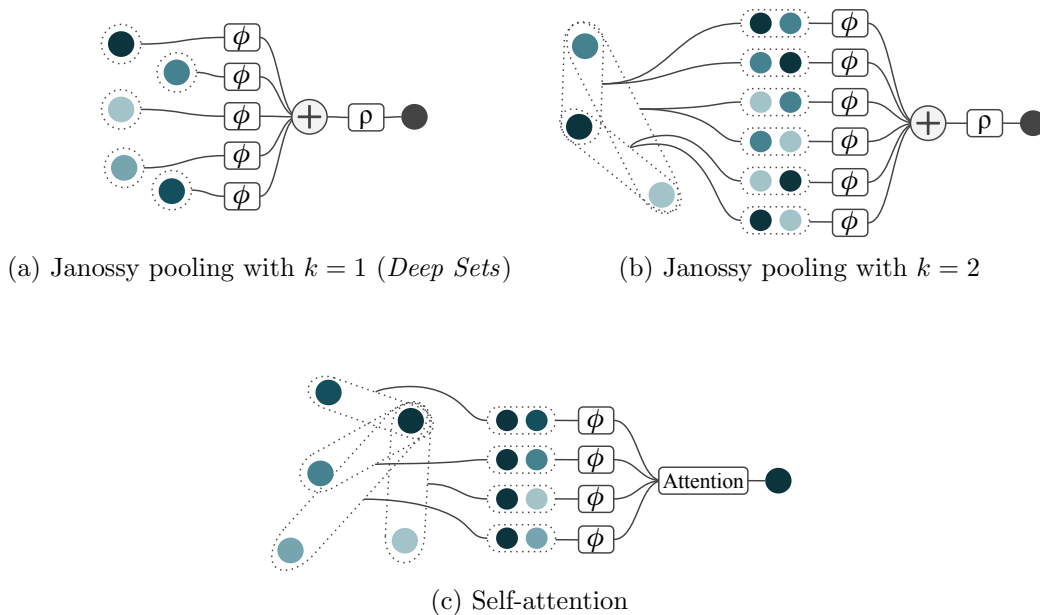 ϕ
ϕ
ϕ
ϕ
ϕ
+
ρ
(a) Janossy pooling with k = 1 (Deep Sets)
ϕ
ϕ
ϕ
ϕ
ϕ
ϕ
+
ρ
(b) Janossy pooling with k = 2
ϕ
ϕ
ϕ
ϕ
Attention
(c) Self-attention